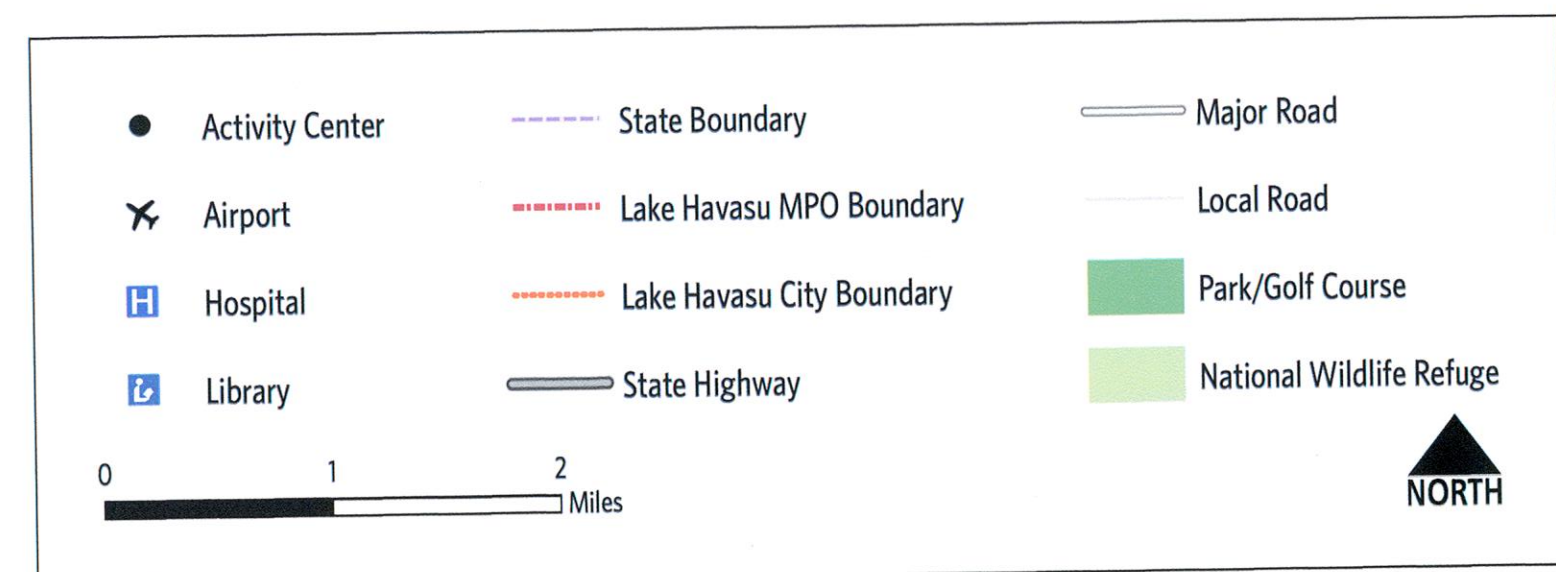 Activity Center
Airport
H Hospital
Library
State Boundary
Lake Havasu MPO Boundary
Lake Havasu City Boundary
State Highway
Major Road
Local Road
Park/Golf Course
National Wildlife Refuge
0 1 2
Miles
NORTH